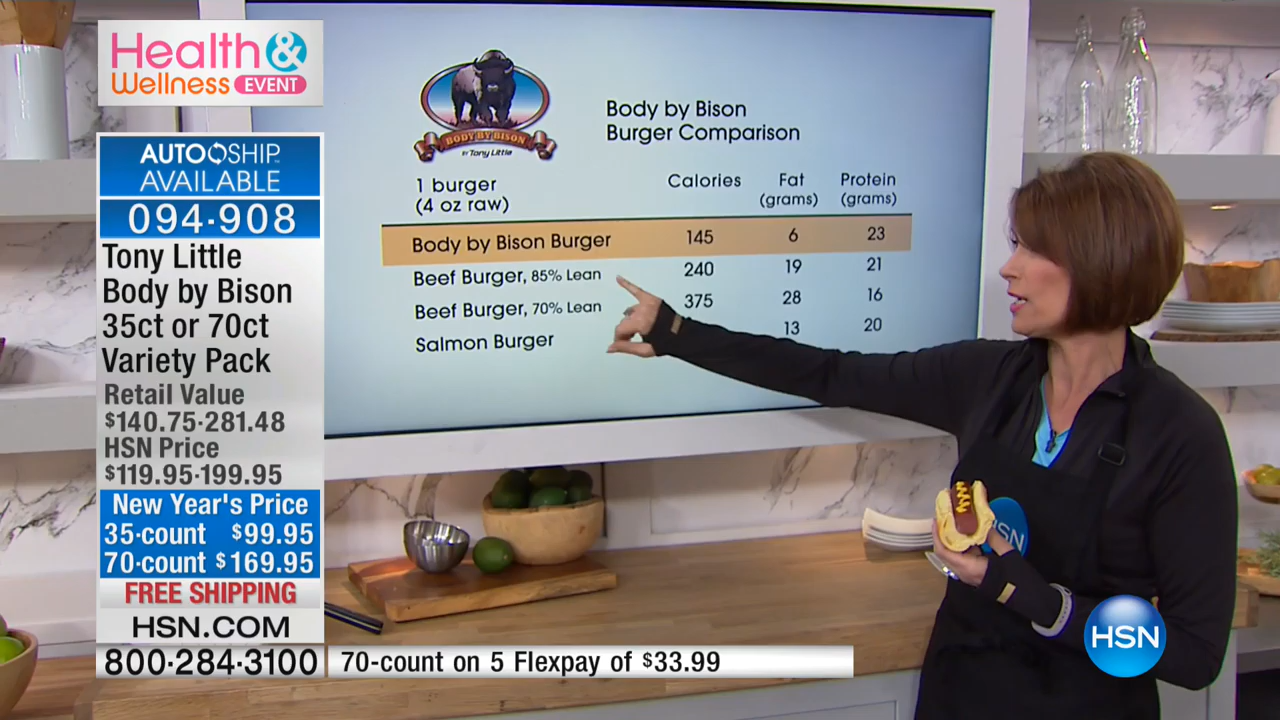 Health &
Wellness EVENT
AUTOSHIP™
AVAILABLE
094·908
Tony Little
Body by Bison
35ct or 70ct
Variety Pack
Retail Value
$140.75-281.48
HSN Price
$119.95-199.95
New Year's Price
35-count $99.95
70-count $169.95
FREE SHIPPING
HSN.COM
800·284·3100
70-count on 5 Flexpay of $33.99
BODY BY BISON
BY Tony Little
Body by Bison
Burger Comparison
1 burger
(4 oz raw)
Calories Fat (grams) Protein (grams)
Body by Bison Burger 145 6 23
Beef Burger, 85% Lean 240 19 21
Beef Burger, 70% Lean 375 28 16
Salmon Burger 13 20
HSN
HSN